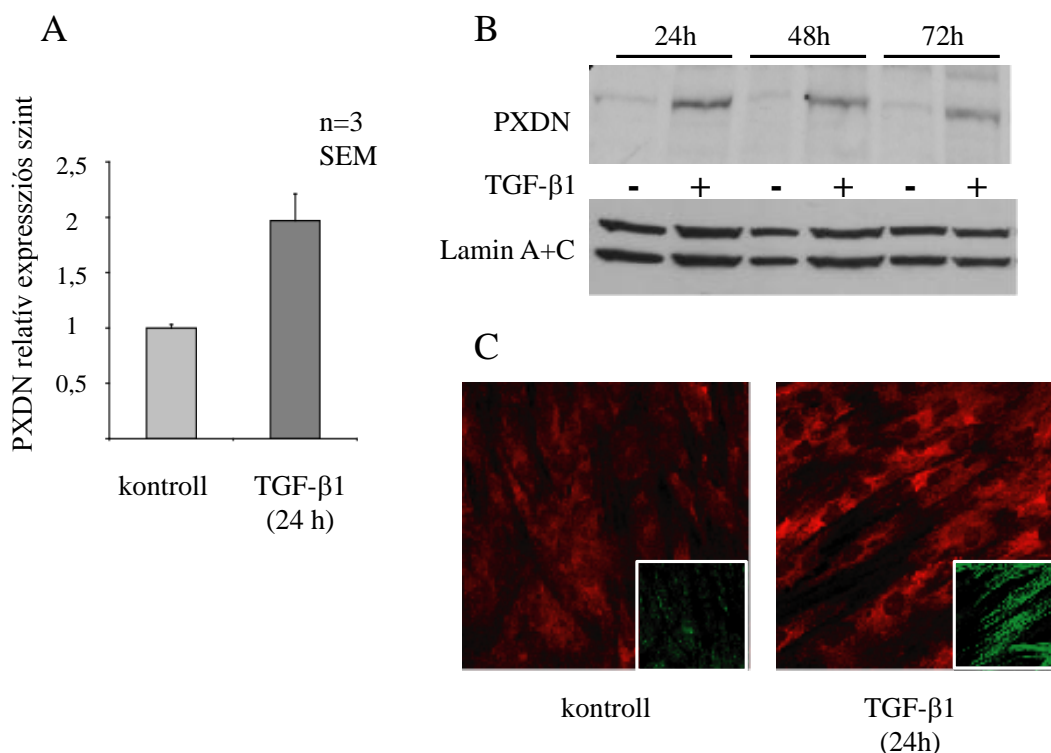 A
PXDN relatív expressziós szint
n=3
SEM
2,5
2
1,5
1
0,5
kontroll
TGF-β1
(24 h)
B
24h 48h 72h
PXDN
TGF-β1 - + - + - +
Lamin A+C
C
kontroll
TGF-β1
(24h)